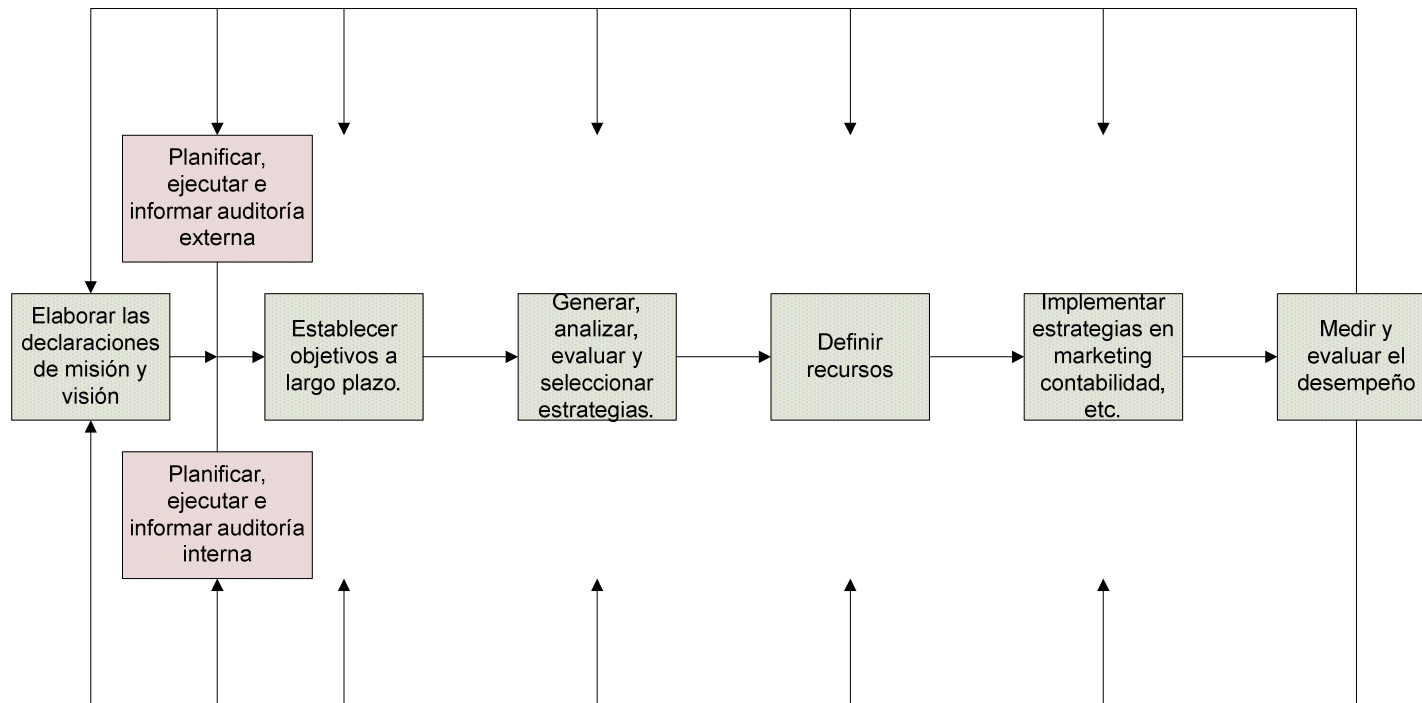 Planificar,
ejecutar e
informar auditoría
externa
Elaborar las
declaraciones
de misión y
visión
Establecer
objetivos a
largo plazo.
Generar,
analizar,
evaluar y
seleccionar
estrategias.
Definir
recursos
Implementar
estrategias en
marketing
contabilidad,
etc.
Medir y
evaluar el
desempeño
Planificar,
ejecutar e
informar auditoría
interna